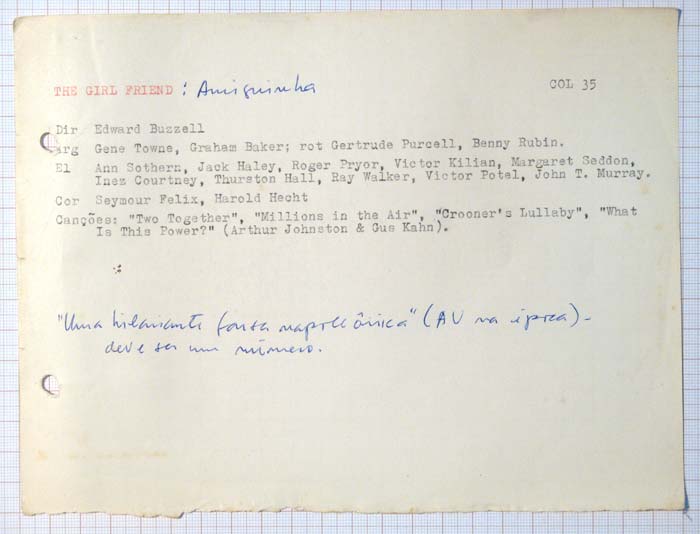 THE GIRL FRIEND : Amiguinha COL 35
Dir Edward Buzzell
Arg Gene Towne, Graham Baker; rot Gertrude Purcell, Benny Rubin.
El Ann Sothern, Jack Haley, Roger Pryor, Victor Kilian, Margaret Seddon,
Inez Courtney, Thurston Hall, Ray Walker, Victor Potel, John T. Murray.
Cor Seymour Felix, Harold Hecht
Canções: "Two Together", "Millions in the Air", "Crooner's Lullaby", "What
Is This Power?" (Arthur Johnston & Gus Kahn).
"Uma hilariante farsa napoleônica" (AV na época) -
deve ser um número.